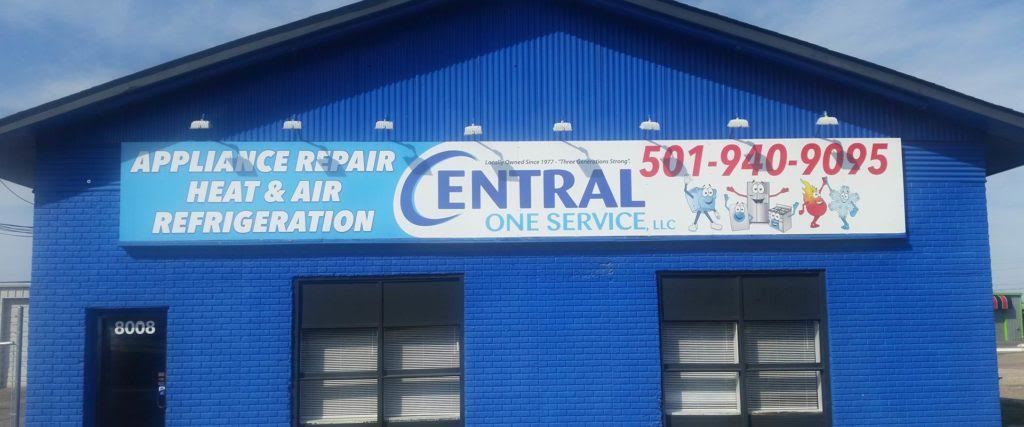 APPLIANCE REPAIR
HEAT & AIR
REFRIGERATION
Locally Owned Since 1977 - "Three Generations Strong".
CENTRAL
ONE SERVICE, LLC
501-940-9095
8008